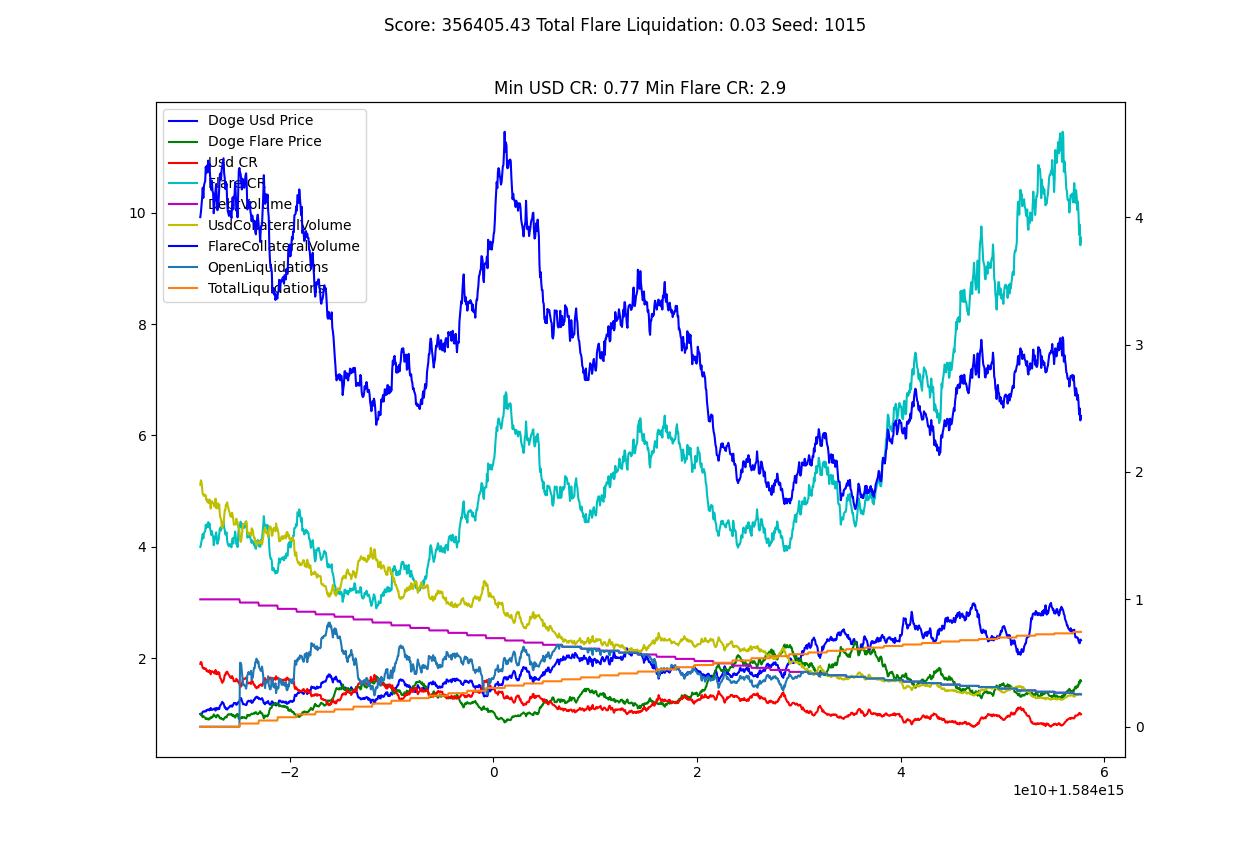 Score: 356405.43 Total Flare Liquidation: 0.03 Seed: 1015
Min USD CR: 0.77 Min Flare CR: 2.9
Doge Usd Price
Doge Flare Price
Usd CR
Flare CR
DebtVolume
UsdCollateralVolume
FlareCollateralVolume
OpenLiquidations
TotalLiquidations
10
8
6
4
2
4
3
2
1
0
−2
0
2
4
6
1e10+1.584e15